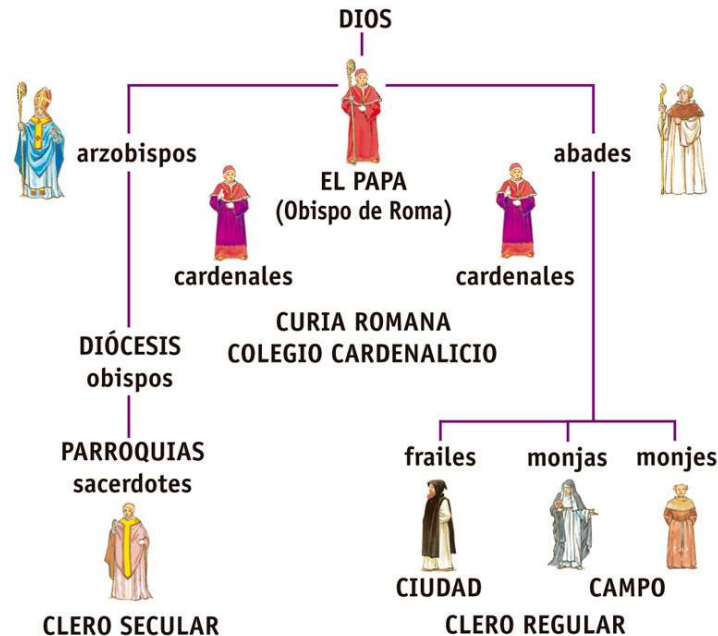 DIOS
arzobispos
abades
EL PAPA
(Obispo de Roma)
cardenales
cardenales
CURIA ROMANA
COLEGIO CARDENALICIO
DIÓCESIS
obispos
PARROQUIAS
sacerdotes
CLERO SECULAR
frailes monjas monjes
CIUDAD CAMPO
CLERO REGULAR